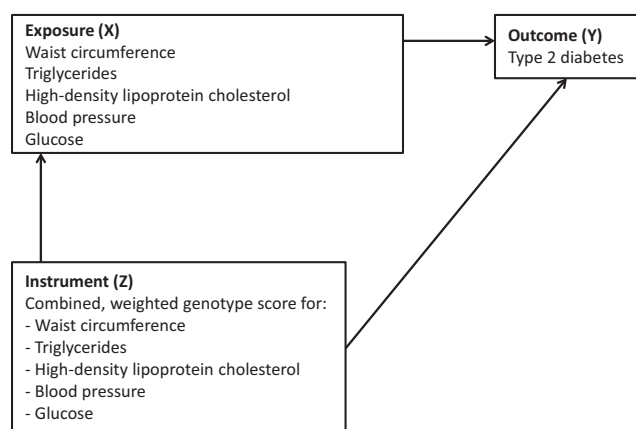 Exposure (X)
Waist circumference
Triglycerides
High-density lipoprotein cholesterol
Blood pressure
Glucose
Outcome (Y)
Type 2 diabetes
Instrument (Z)
Combined, weighted genotype score for:
- Waist circumference
- Triglycerides
- High-density lipoprotein cholesterol
- Blood pressure
- Glucose